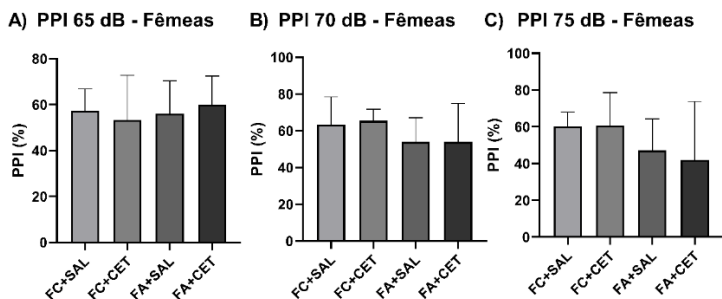 A) PPI 65 dB - Fêmeas
PPI (%)
80
60
40
20
0
FC+SAL
FC+CET
FA+SAL
FA+CET
B) PPI 70 dB - Fêmeas
PPI (%)
100
80
60
40
20
0
FC+SAL
FC+CET
FA+SAL
FA+CET
C) PPI 75 dB - Fêmeas
PPI (%)
100
80
60
40
20
0
FC+SAL
FC+CET
FA+SAL
FA+CET